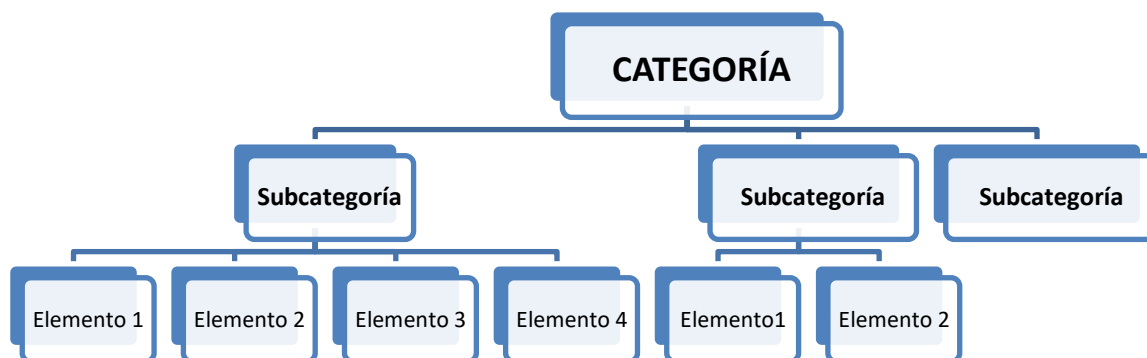 CATEGORÍA
Subcategoría
Subcategoría
Subcategoría
Elemento 1
Elemento 2
Elemento 3
Elemento 4
Elemento1
Elemento 2